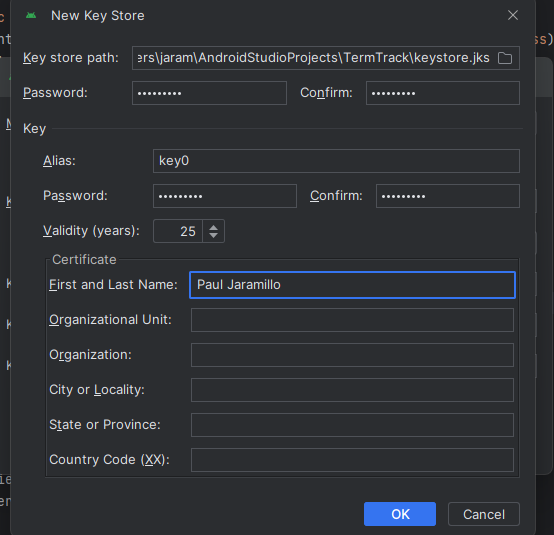 New Key Store
Key store path: ers\jaram\AndroidStudioProjects\TermTrack\keystore.jks
Password: ••••••••• Confirm: •••••••••
Key
Alias: key0
Password: ••••••••• Confirm: •••••••••
Validity (years): 25
Certificate
First and Last Name: Paul Jaramillo
Organizational Unit:
Organization:
City or Locality:
State or Province:
Country Code (XX):
OK Cancel